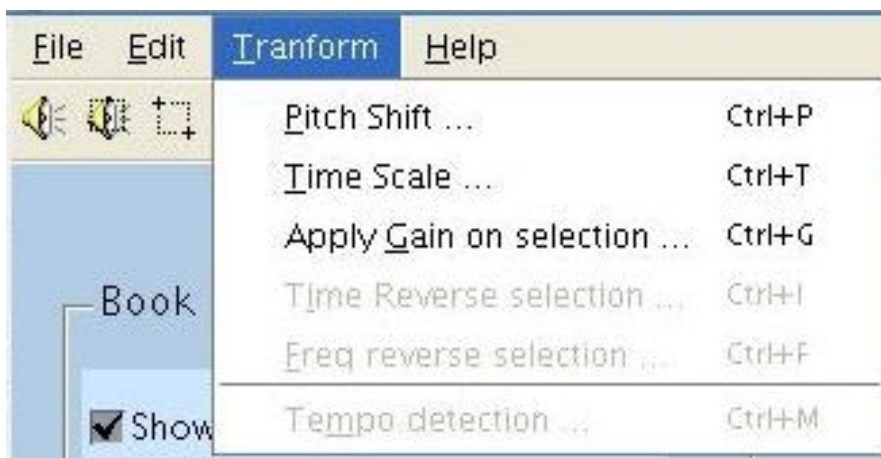 File Edit Tranform Help
Pitch Shift ... Ctrl+P
Time Scale ... Ctrl+T
Apply Gain on selection ... Ctrl+G
Time Reverse selection ... Ctrl+I
Freq reverse selection ... Ctrl+F
Tempo detection ... Ctrl+M
Book
Show